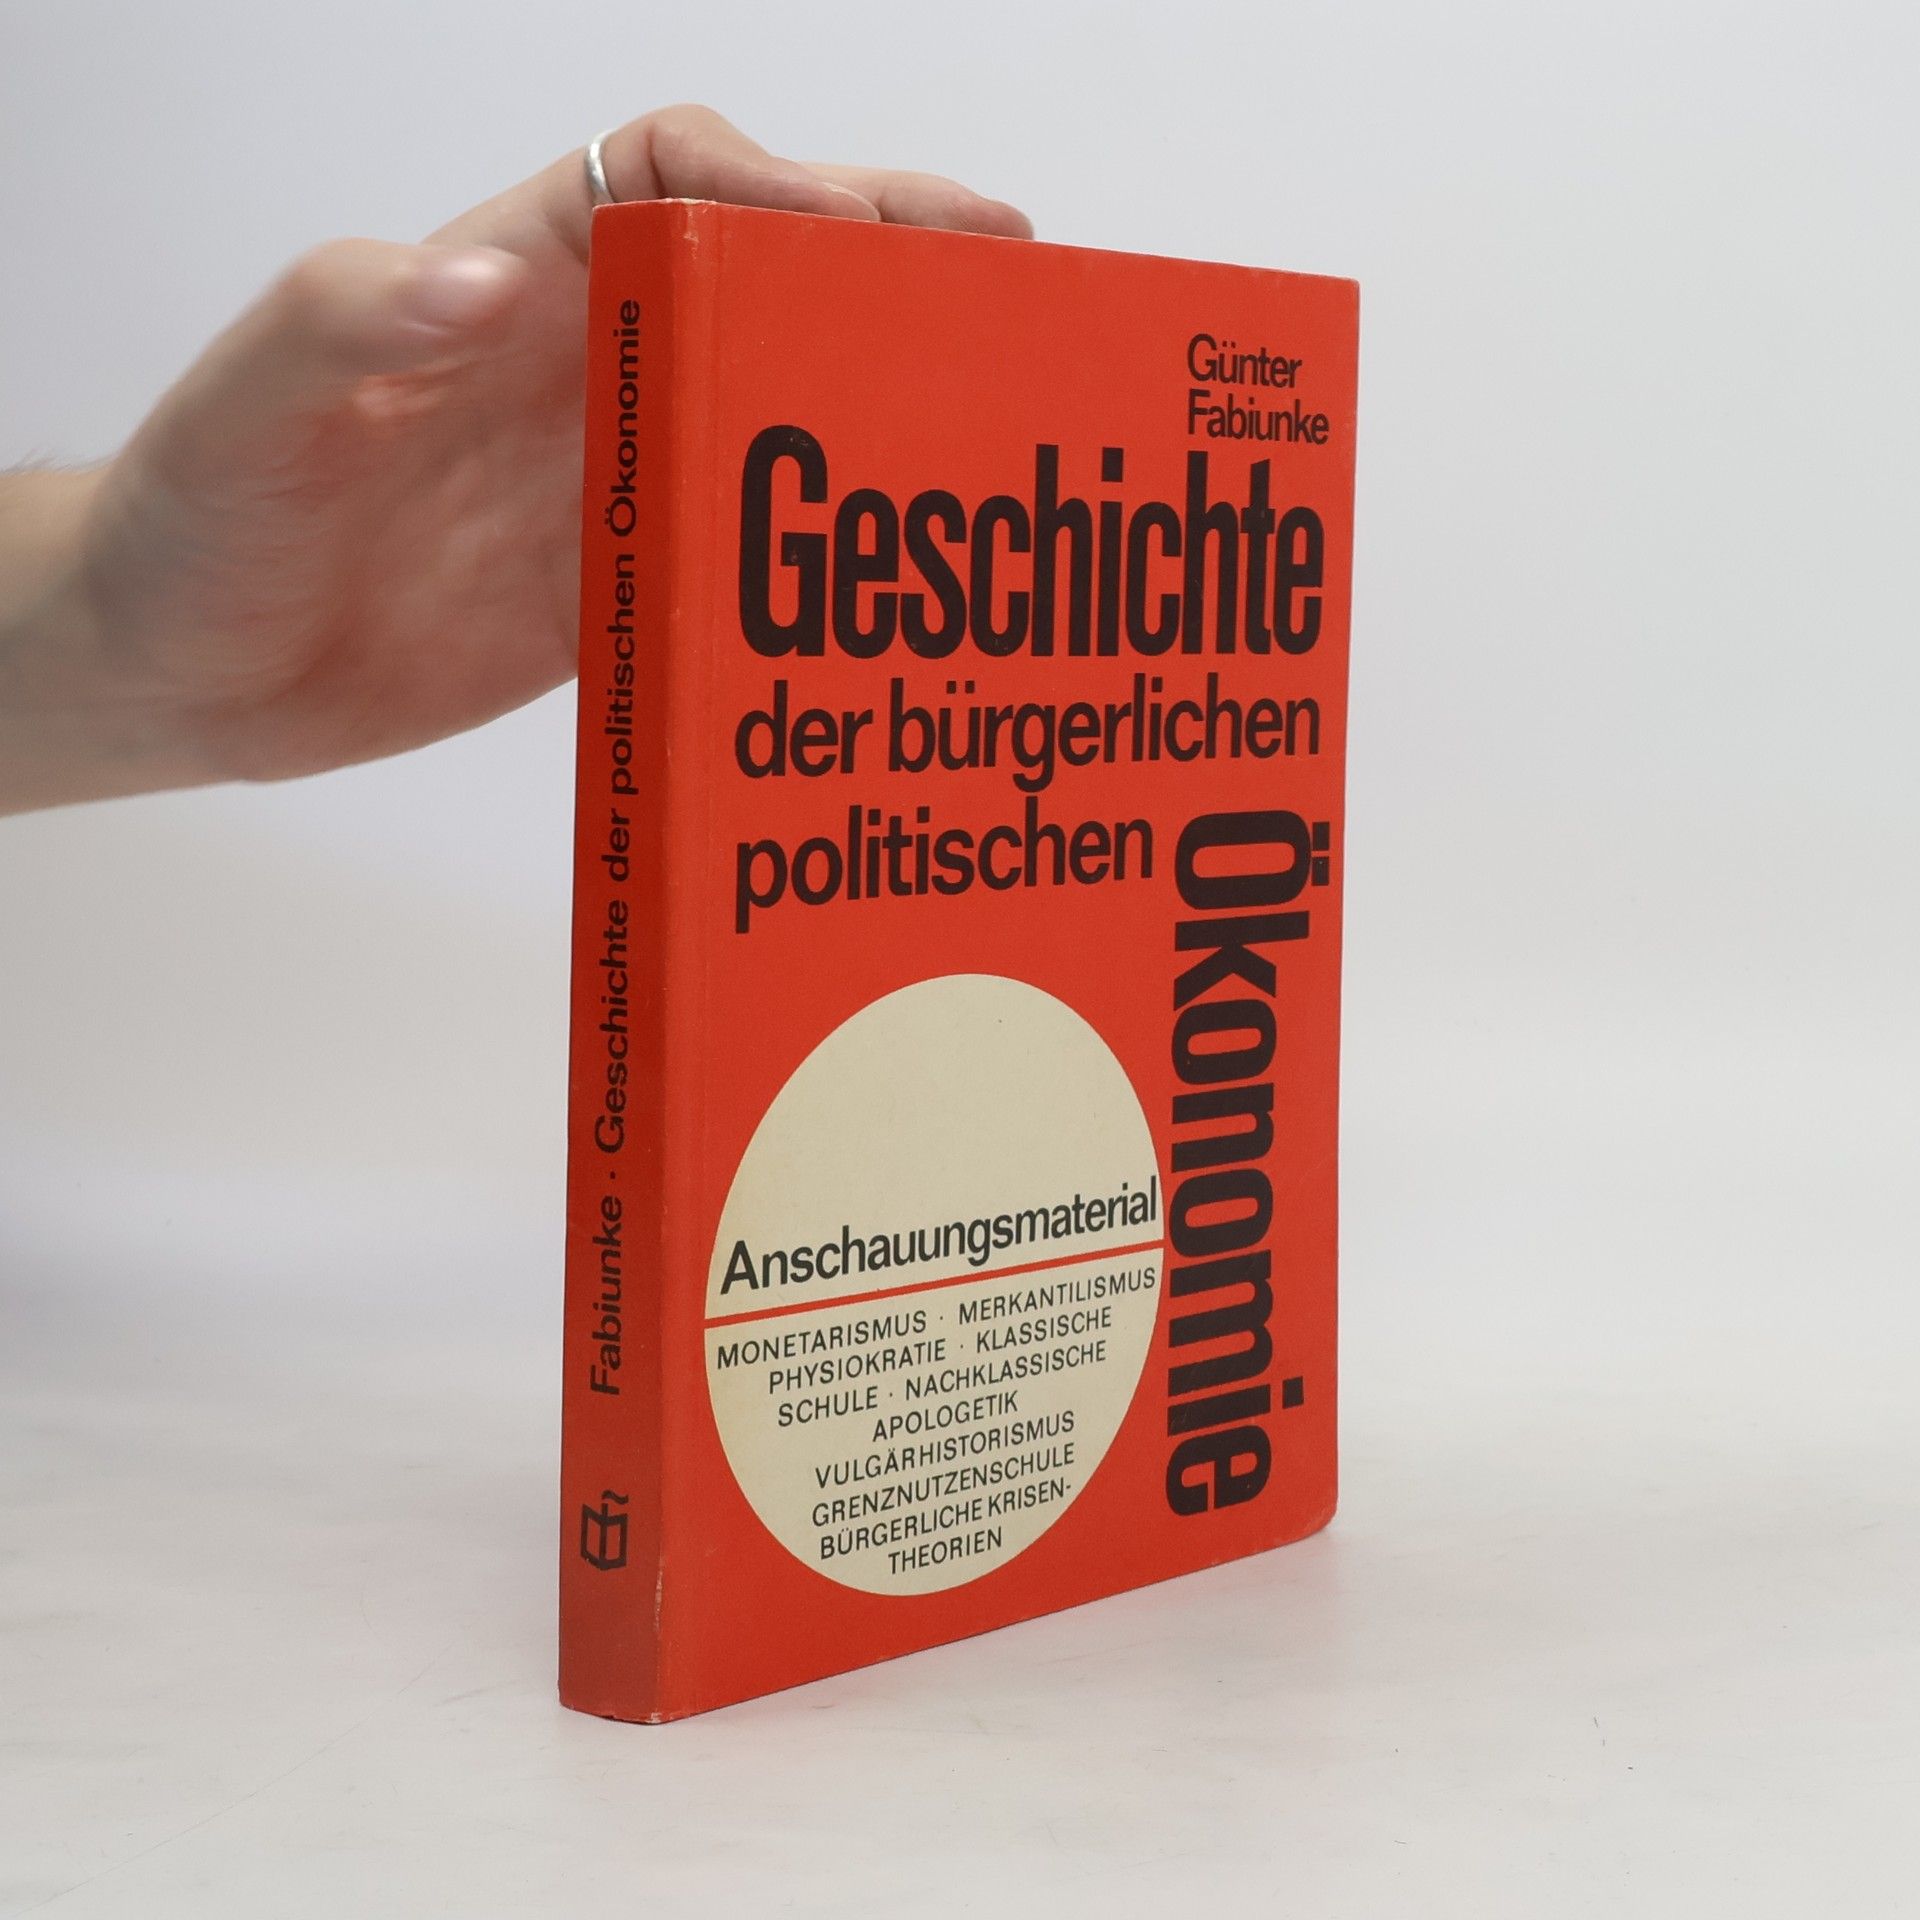 Günter
Fabiunke
Geschichte
der bürgerlichen
politischen
Ökonomie
Anschauungsmaterial
MONETARISMUS · MERKANTILISMUS
PHYSIOKRATIE · KLASSISCHE
SCHULE · NACHKLASSISCHE
APOLOGETIK
VULGÄRHISTORISMUS
GRENZNUTZENSCHULE
BÜRGERLICHE KRISEN-
THEORIEN
Fabiunke · Geschichte der politischen Ökonomie